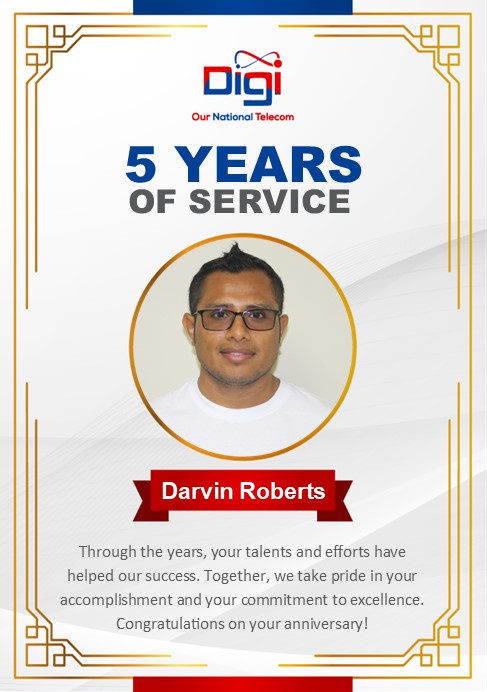 Digi
Our National Telecom
5 YEARS
OF SERVICE
Darvin Roberts
Through the years, your talents and efforts have
helped our success. Together, we take pride in your
accomplishment and your commitment to excellence.
Congratulations on your anniversary!